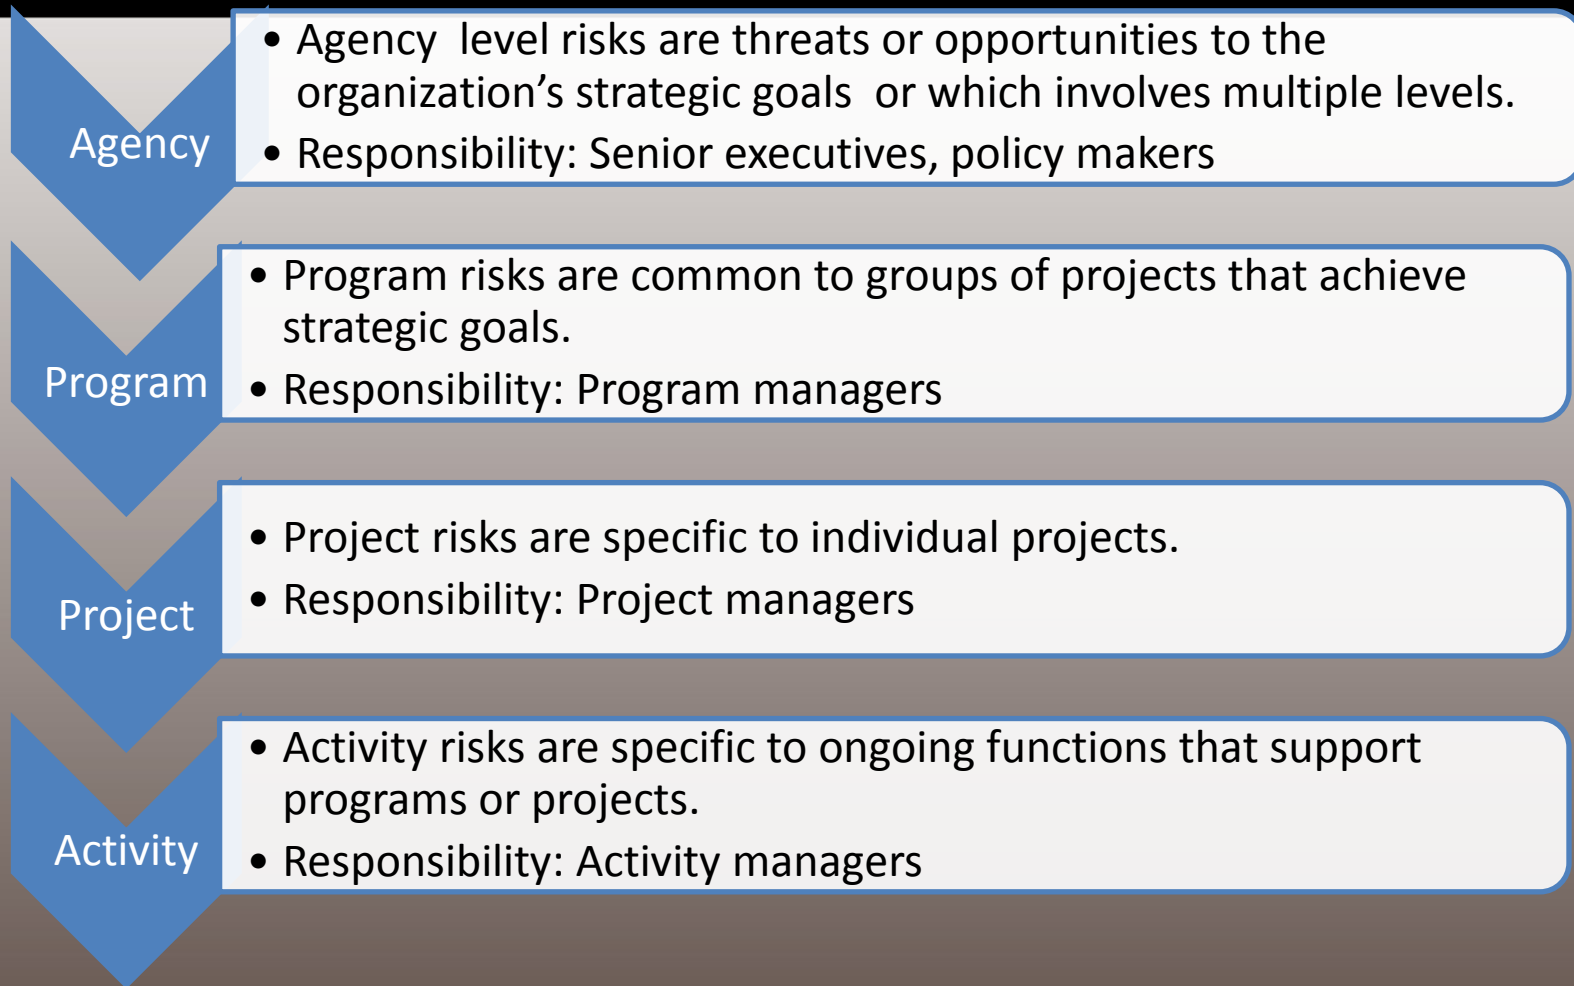 Agency
• Agency  level risks are threats or opportunities to the
organization’s strategic goals  or which involves multiple levels.
• Responsibility: Senior executives, policy makers
Program
• Program risks are common to groups of projects that achieve
strategic goals.
• Responsibility: Program managers
Project
• Project risks are specific to individual projects.
• Responsibility: Project managers
Activity
• Activity risks are specific to ongoing functions that support
programs or projects.
• Responsibility: Activity managers